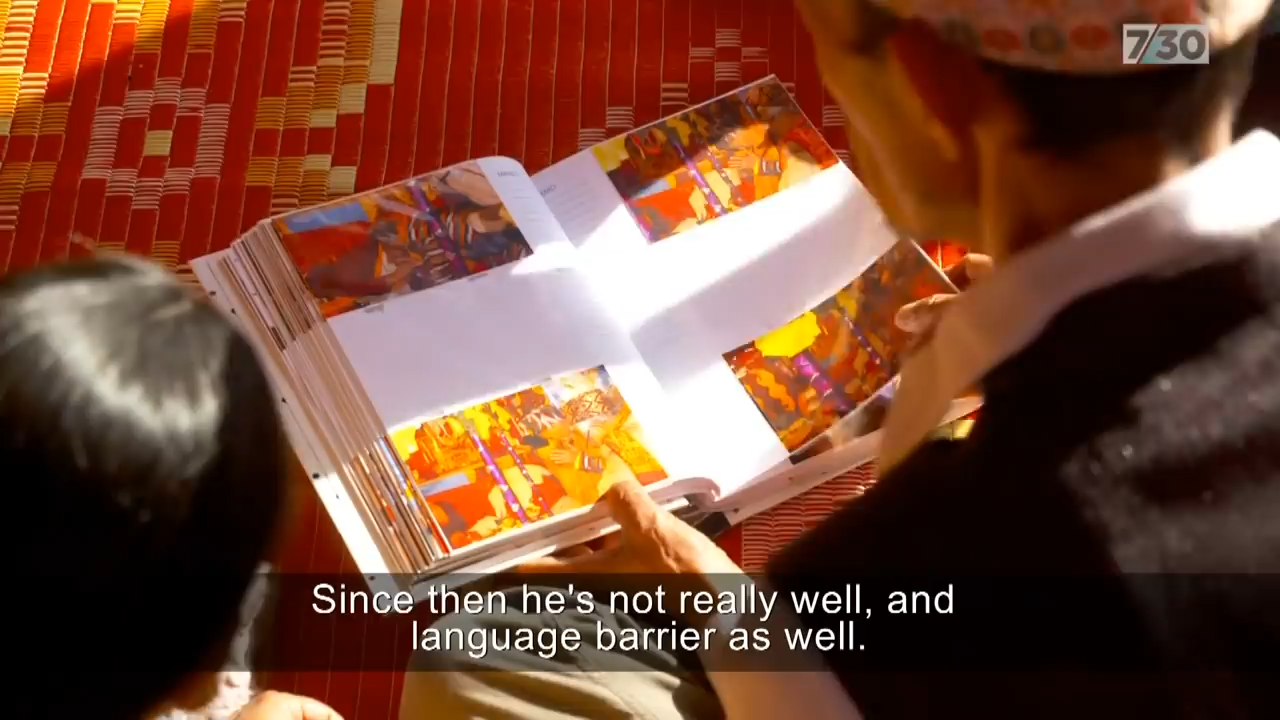 7/30
Since then he's not really well, and
language barrier as well.